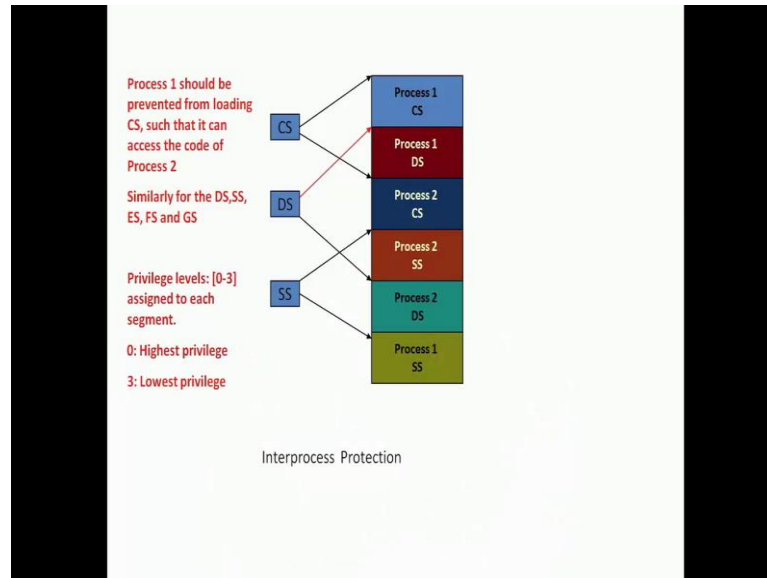 Process 1 should be
prevented from loading
CS, such that it can
access the code of
Process 2
Similarly for the DS,SS,
ES, FS and GS
Privilege levels: [0-3]
assigned to each
segment.
0: Highest privilege
3: Lowest privilege
CS
DS
SS
Process 1
CS
Process 1
DS
Process 2
CS
Process 2
SS
Process 2
DS
Process 1
SS
Interprocess Protection